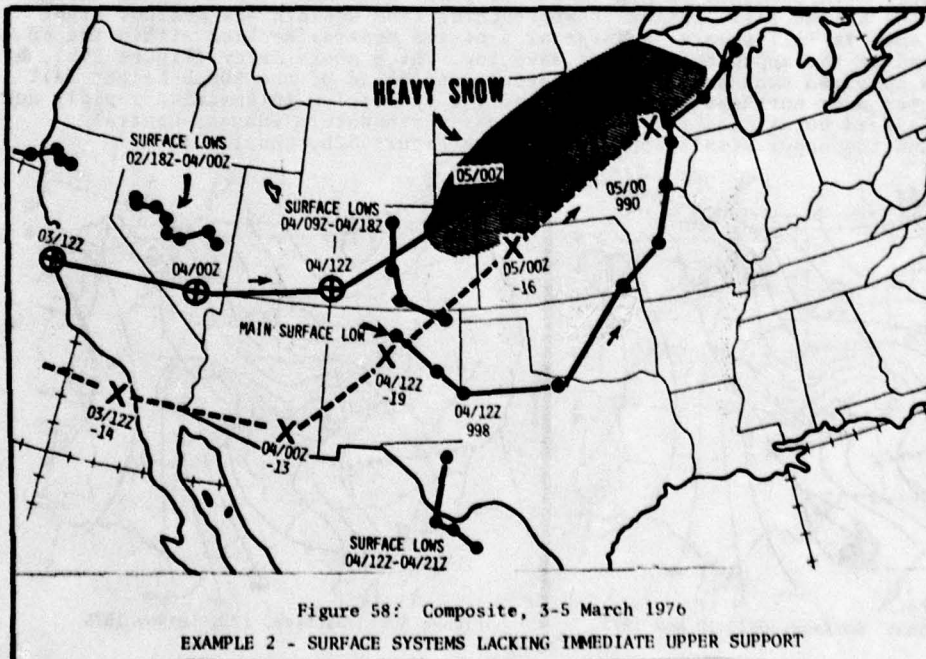 HEAVY SNOW
SURFACE LOWS
02/18Z-04/00Z
05/00Z
SURFACE LOWS
04/09Z-04/18Z
05/00
990
03/12Z
04/00Z
04/12Z
05/00Z
-16
MAIN SURFACE LOW
04/12Z
-19
03/12Z
-14
04/00Z
-13
04/12Z
998
SURFACE LOWS
04/12Z-04/21Z
Figure 58: Composite, 3-5 March 1976
EXAMPLE 2 - SURFACE SYSTEMS LACKING IMMEDIATE UPPER SUPPORT